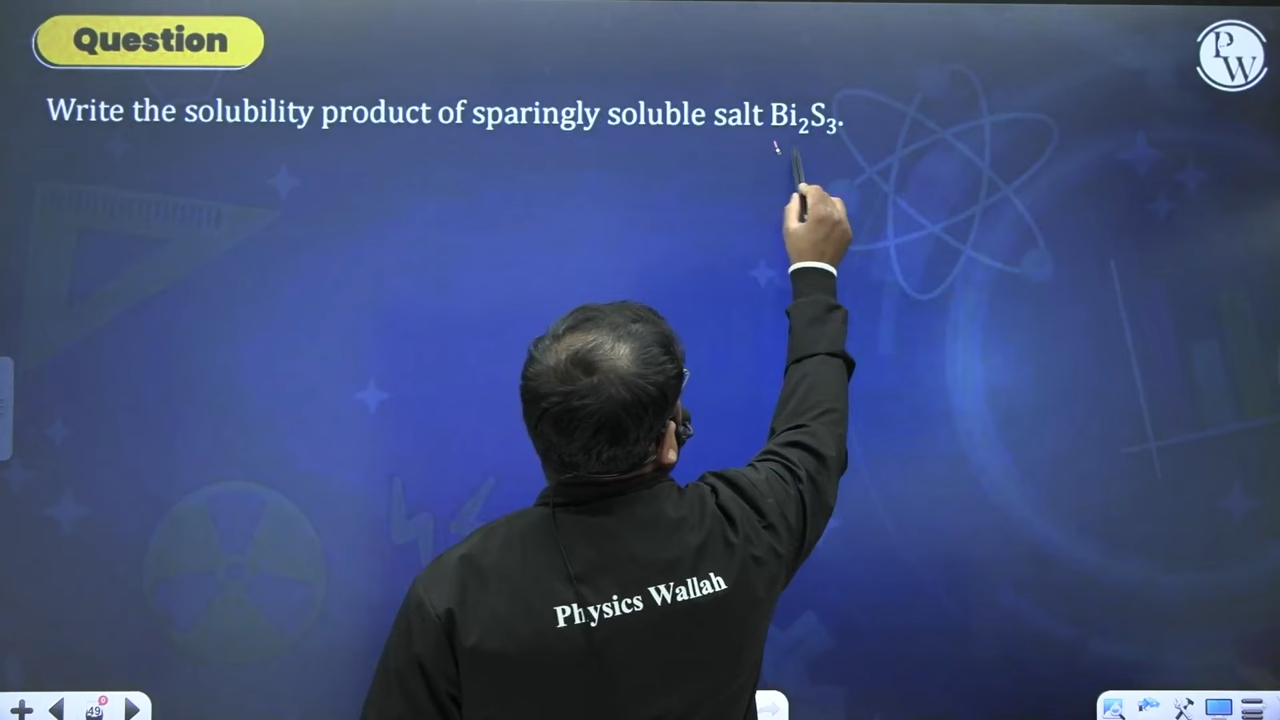 Question
PW
Write the solubility product of sparingly soluble salt Bi₂S₃.
Physics Wallah
49